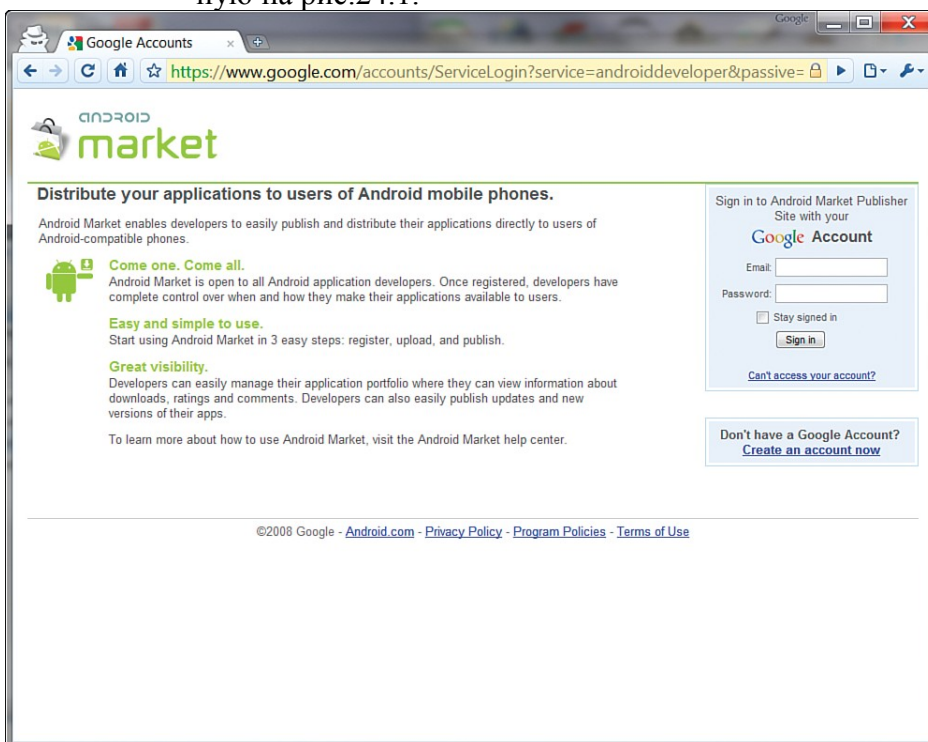 ную на рис.24.1.
Google
Google Accounts
https://www.google.com/accounts/ServiceLogin?service=androiddeveloper&passive=
android
market
Distribute your applications to users of Android mobile phones.
Android Market enables developers to easily publish and distribute their applications directly to users of
Android-compatible phones.
Come one. Come all.
Android Market is open to all Android application developers. Once registered, developers have
complete control over when and how they make their applications available to users.
Easy and simple to use.
Start using Android Market in 3 easy steps: register, upload, and publish.
Great visibility.
Developers can easily manage their application portfolio where they can view information about
downloads, ratings and comments. Developers can also easily publish updates and new
versions of their apps.
To learn more about how to use Android Market, visit the Android Market help center.
Sign in to Android Market Publisher
Site with your
Google Account
Email:
Password:
Stay signed in
Sign in
Can't access your account?
Don't have a Google Account?
Create an account now
©2008 Google - Android.com - Privacy Policy - Program Policies - Terms of Use